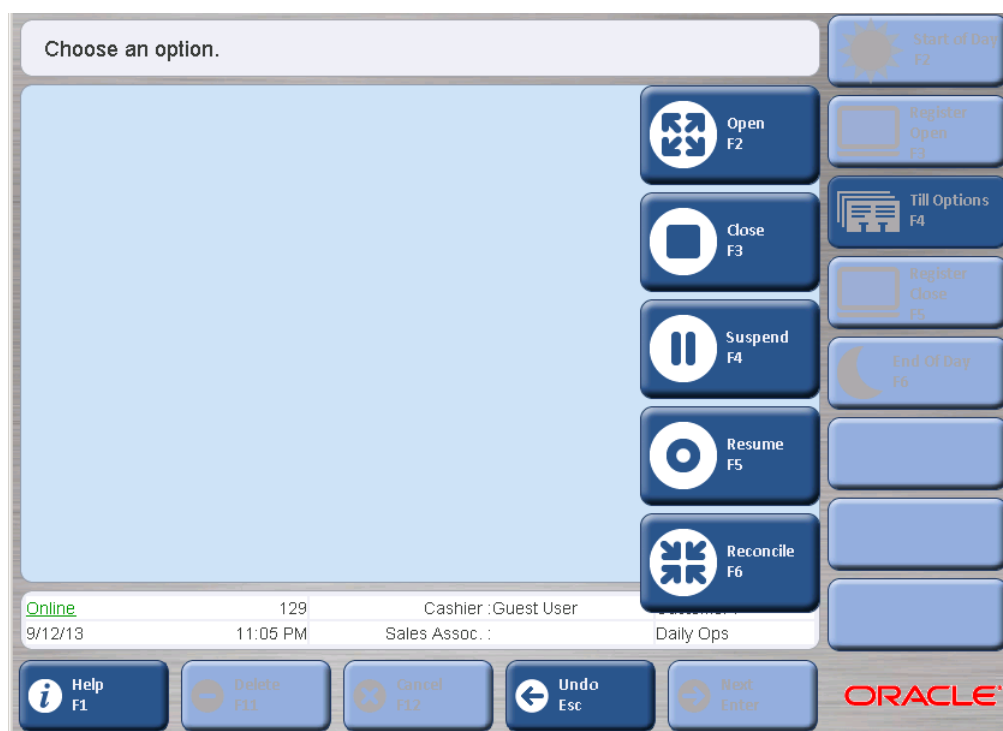 Choose an option.
Start of Day
F2
Open
F2
Register
Open
F3
Close
F3
Till Options
F4
Suspend
F4
Register
Close
F5
Resume
F5
End Of Day
F6
Reconcile
F6
Online 129 Cashier :Guest User
9/12/13 11:05 PM Sales Assoc. : Daily Ops
Help
F1
Delete
F11
Cancel
F12
Undo
Esc
Next
Enter
ORACLE